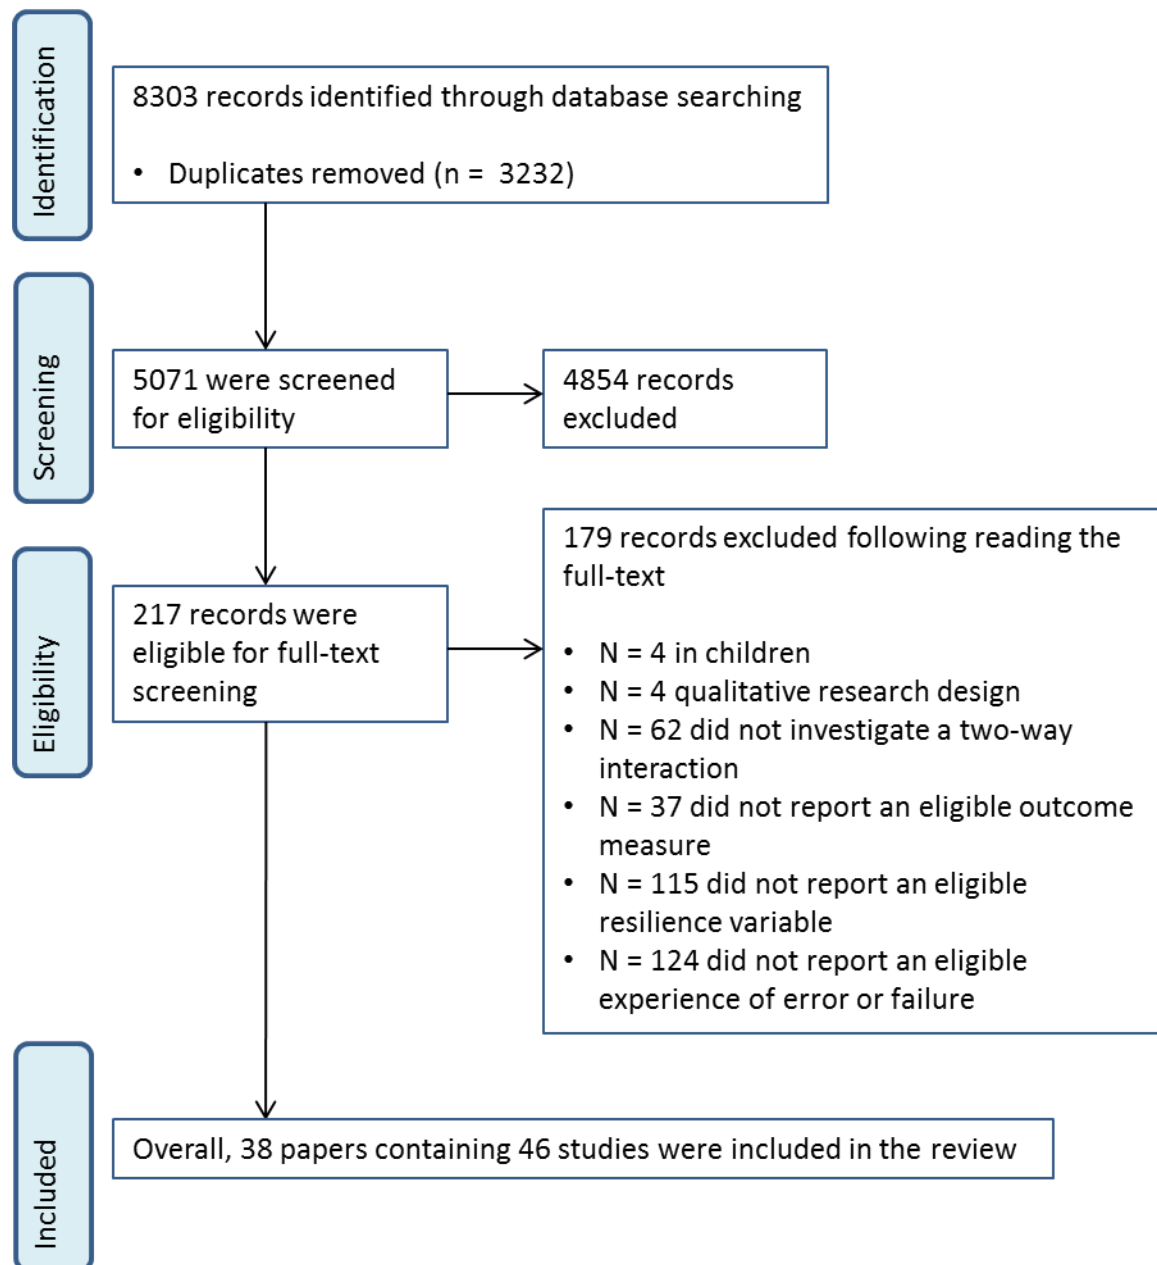 Identification
8303 records identified through database searching
• Duplicates removed (n = 3232)
Screening
5071 were screened
for eligibility
4854 records
excluded
Eligibility
217 records were
eligible for full-text
screening
179 records excluded following reading the
full-text
• N = 4 in children
• N = 4 qualitative research design
• N = 62 did not investigate a two-way
interaction
• N = 37 did not report an eligible outcome
measure
• N = 115 did not report an eligible
resilience variable
• N = 124 did not report an eligible
experience of error or failure
Included
Overall, 38 papers containing 46 studies were included in the review